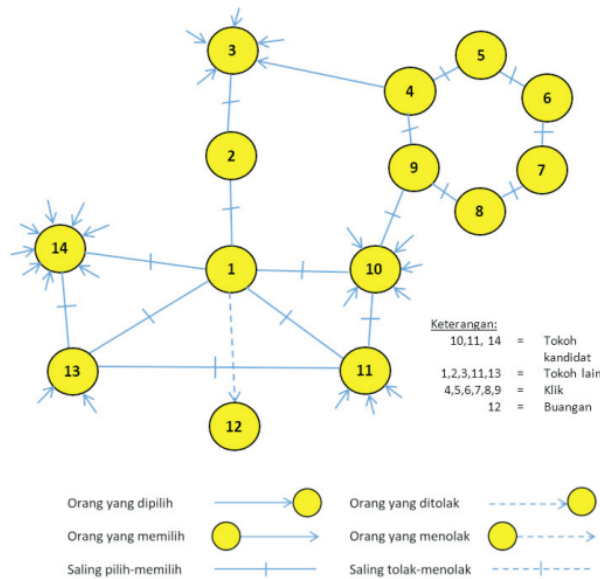 3
5
4
6
2
9
7
8
14
1
10
Keterangan:
10,11, 14 = Tokoh
kandidat
1,2,3,11,13 = Tokoh lain
4,5,6,7,8,9 = Klik
12 = Buangan
13
11
12
Orang yang dipilih
Orang yang ditolak
Orang yang memilih
Orang yang menolak
Saling pilih-memilih
Saling tolak-menolak